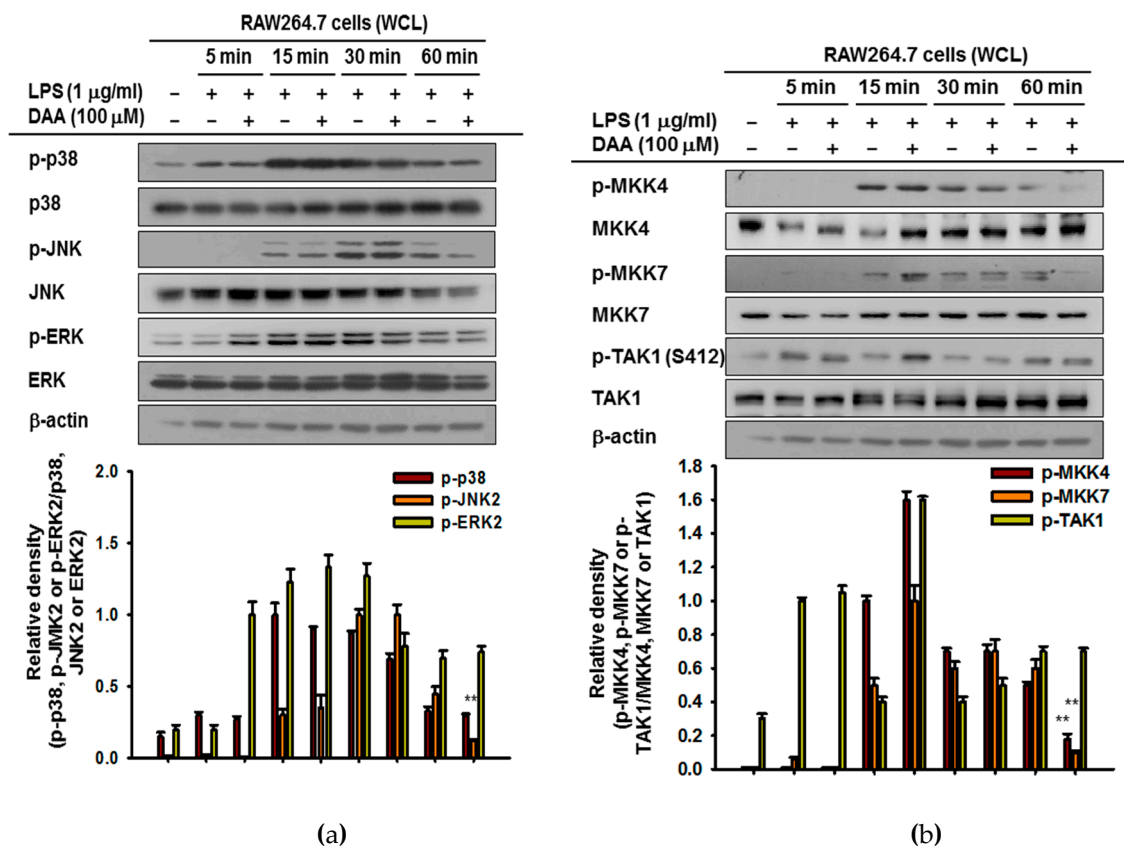 RAW264.7 cells (WCL)
5 min 15 min 30 min 60 min
LPS (1 μg/ml) – + + + + + + + +
DAA (100 μM) – – + – + – + – +
p-p38
p38
p-JNK
JNK
p-ERK
ERK
β-actin
2.0
1.5
1.0
0.5
0.0
Relative density
(p-p38, p-JMK2 or p-ERK2/p38,
JNK2 or ERK2)
p-p38
p-JNK2
p-ERK2
**
(a)
RAW264.7 cells (WCL)
5 min 15 min 30 min 60 min
LPS (1 μg/ml) – + + + + + + + +
DAA (100 μM) – – + – + – + – +
p-MKK4
MKK4
p-MKK7
MKK7
p-TAK1 (S412)
TAK1
β-actin
1.8
1.6
1.4
1.2
1.0
0.8
0.6
0.4
0.2
0.0
Relative density
(p-MKK4, p-MKK7 or p-
TAK1/MKK4, MKK7 or TAK1)
p-MKK4
p-MKK7
p-TAK1
**
**
(b)